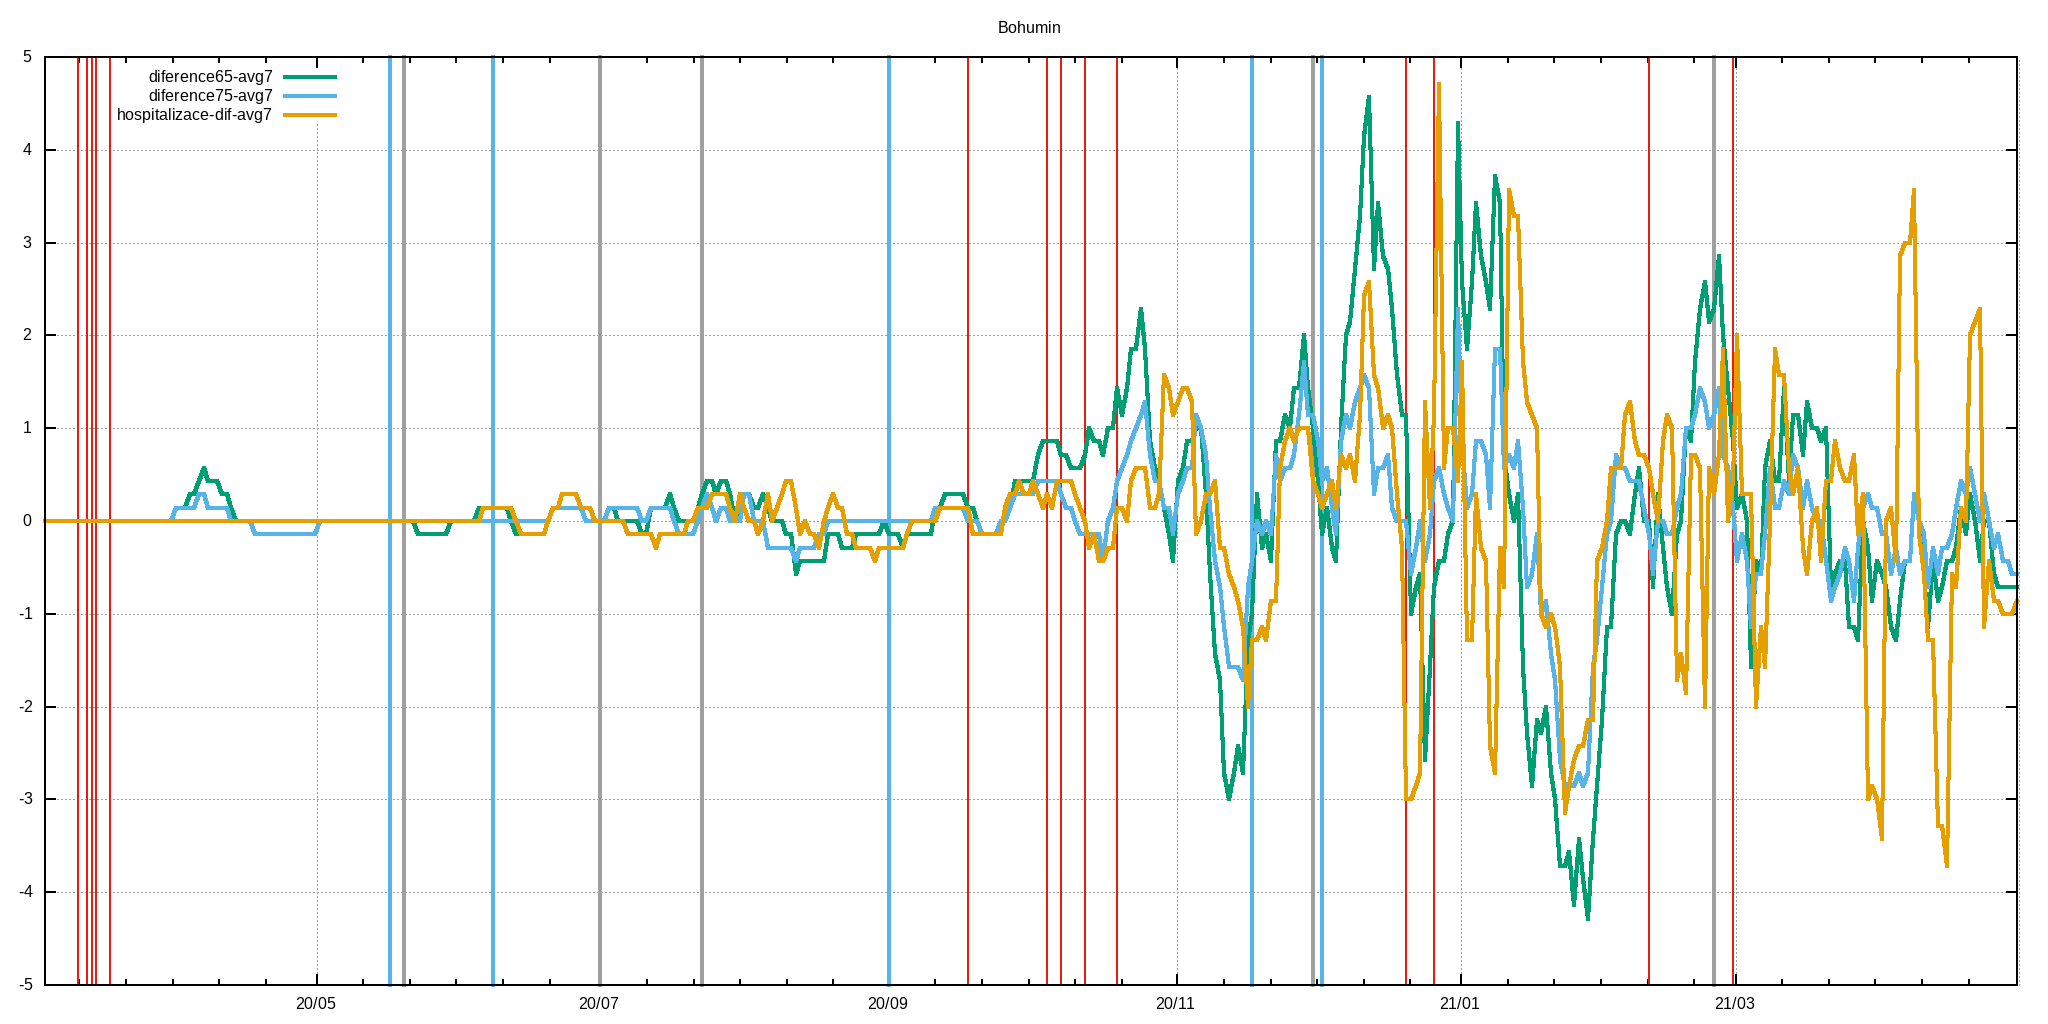 Bohumin
5
diference65-avg7
diference75-avg7
hospitalizace-dif-avg7
4
3
2
1
0
-1
-2
-3
-4
-5
20/05 20/07 20/09 20/11 21/01 21/03